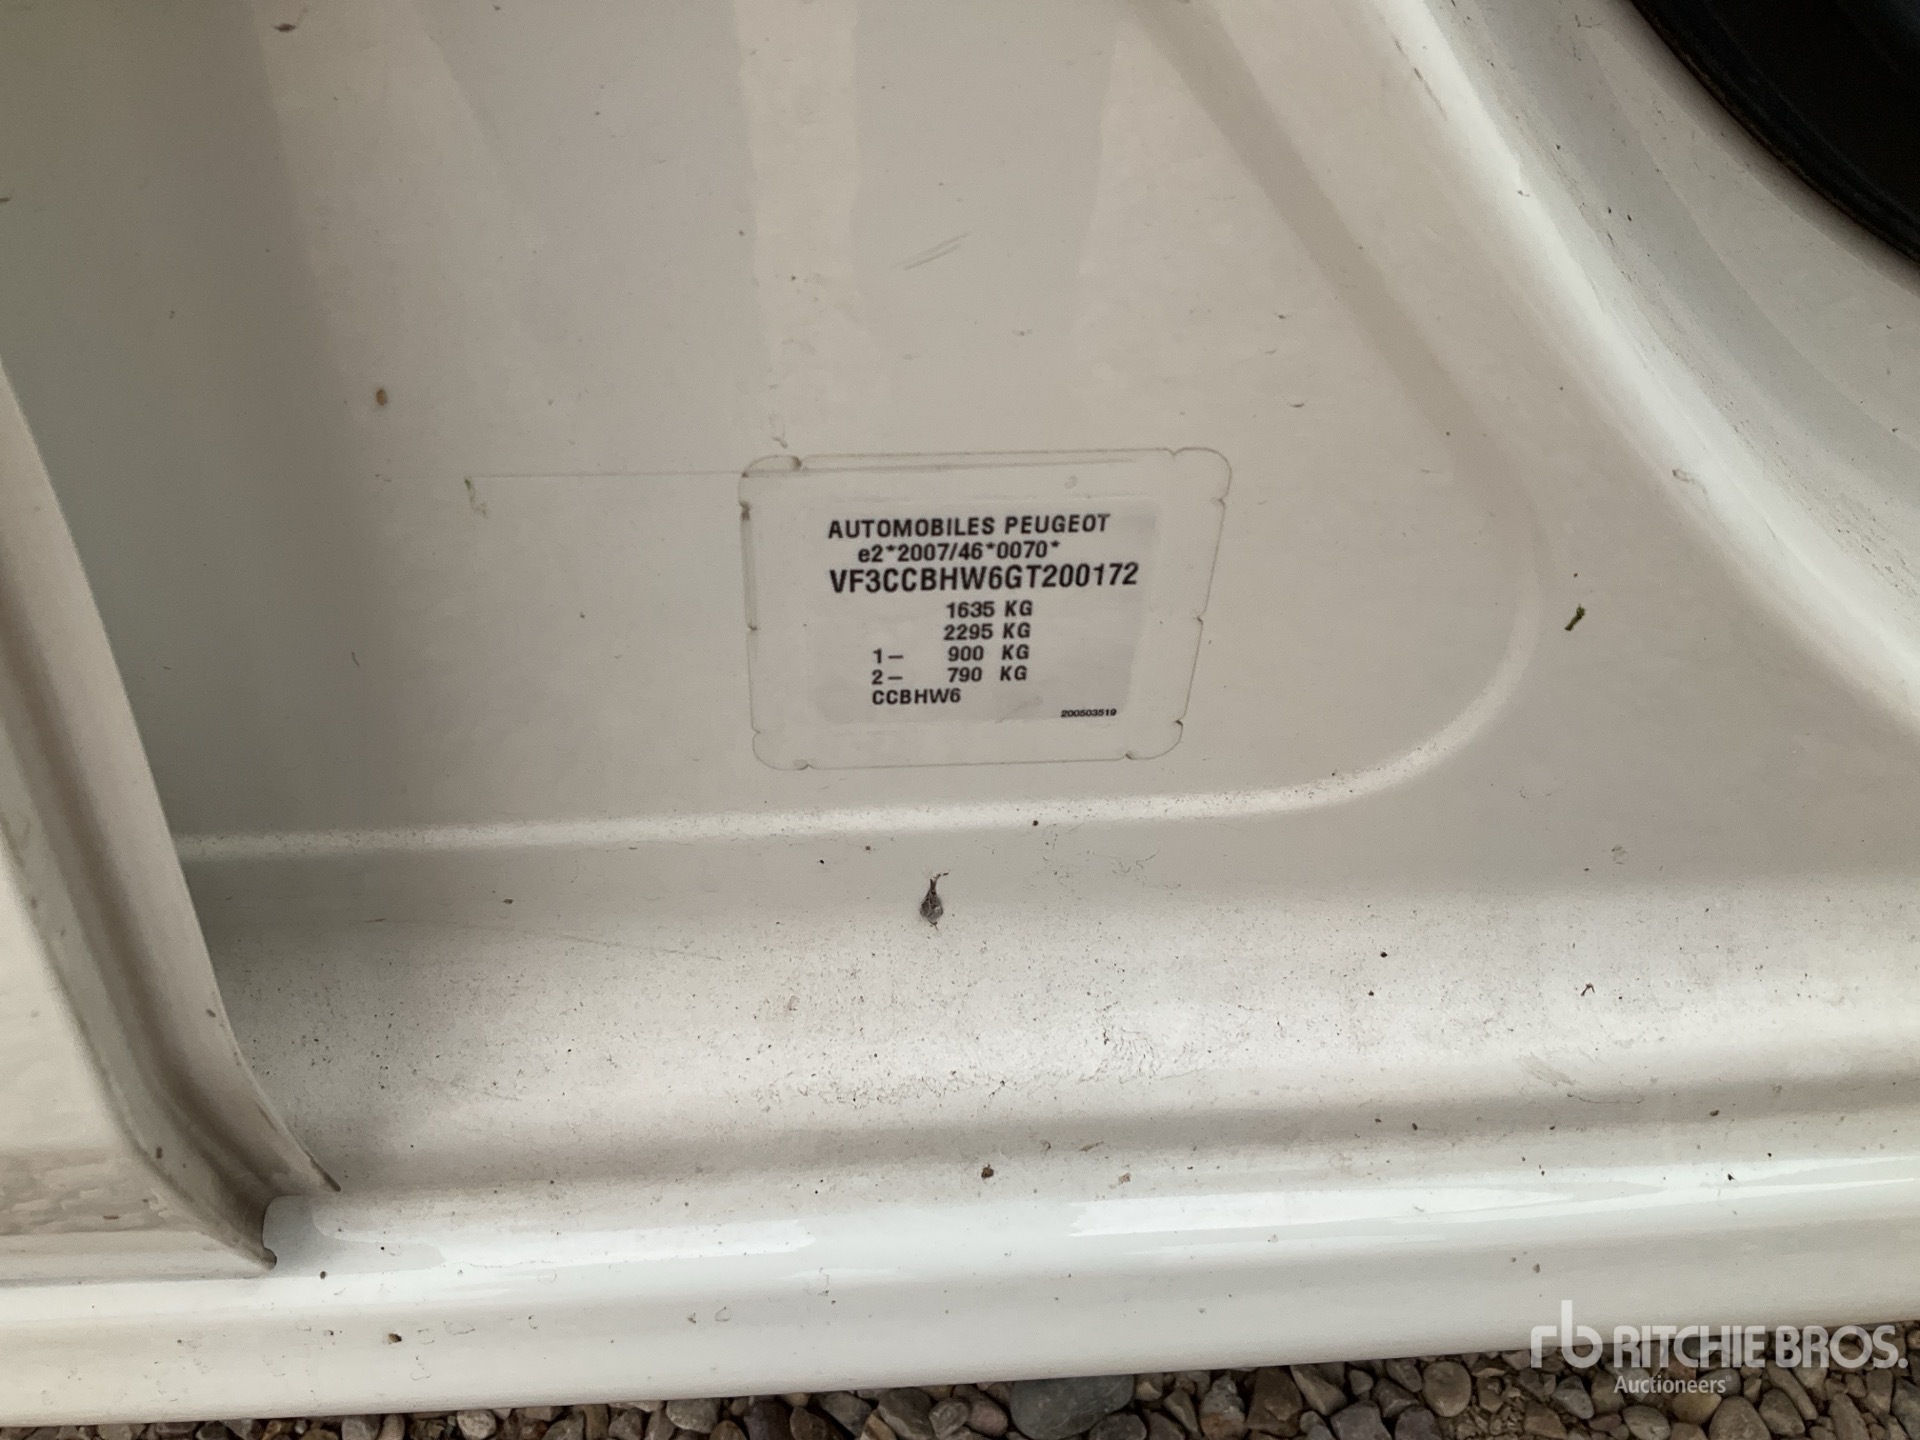 AUTOMOBILES PEUGEOT
e2*2007/46*0070*
VF3CCBHW6GT200172
1635 KG
2295 KG
1- 900 KG
2- 790 KG
CCBHW6
200503519
rb RITCHIE BROS.
Auctioneers